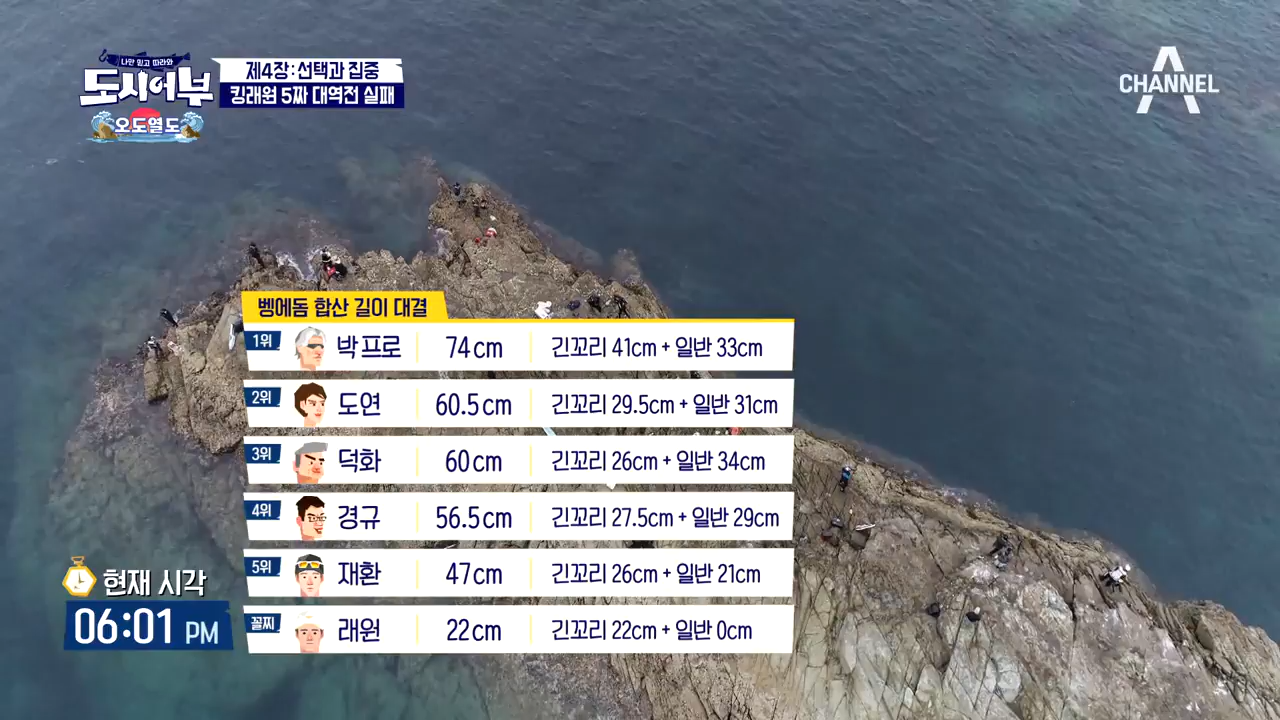 나만 믿고 따라와
도시어부
오도열도
제4장:선택과 집중
킹래원 5짜 대역전 실패
CHANNEL A
벵에돔 합산 길이 대결
1위 박프로 74cm 긴꼬리 41cm + 일반 33cm
2위 도연 60.5cm 긴꼬리 29.5cm + 일반 31cm
3위 덕화 60cm 긴꼬리 26cm + 일반 34cm
4위 경규 56.5cm 긴꼬리 27.5cm + 일반 29cm
5위 재환 47cm 긴꼬리 26cm + 일반 21cm
꼴찌 래원 22cm 긴꼬리 22cm + 일반 0cm
현재 시각
06:01 PM